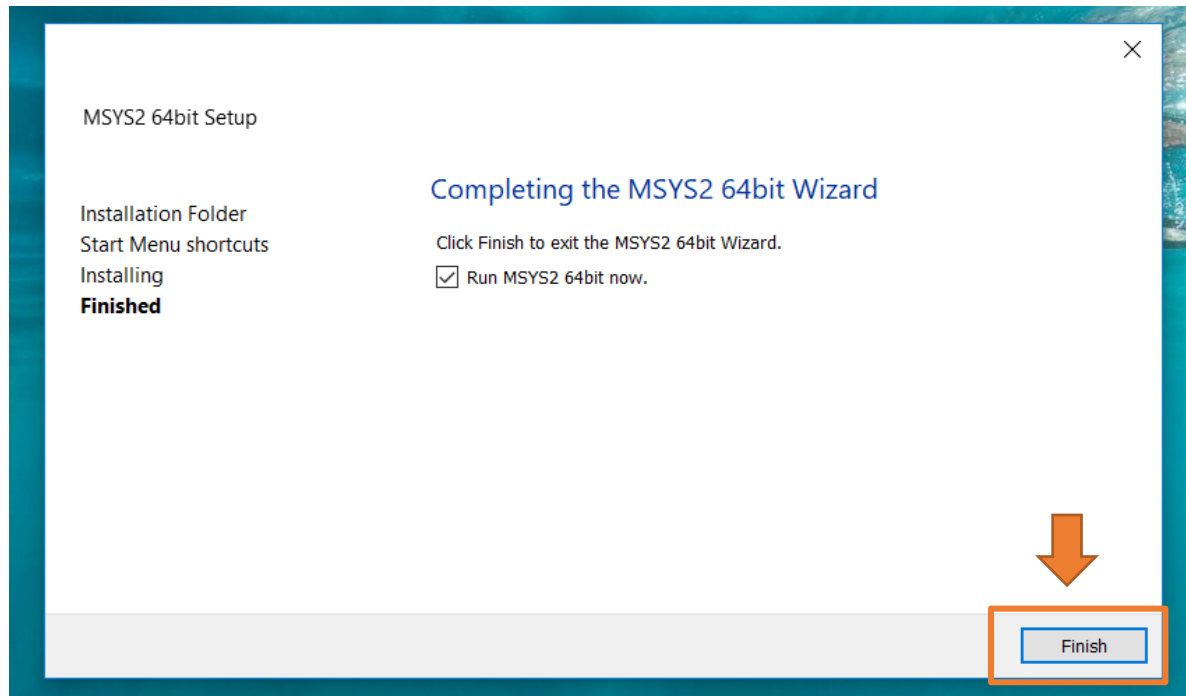 MSYS2 64bit Setup
Installation Folder
Start Menu shortcuts
Installing
Finished
Completing the MSYS2 64bit Wizard
Click Finish to exit the MSYS2 64bit Wizard.
Run MSYS2 64bit now.
Finish